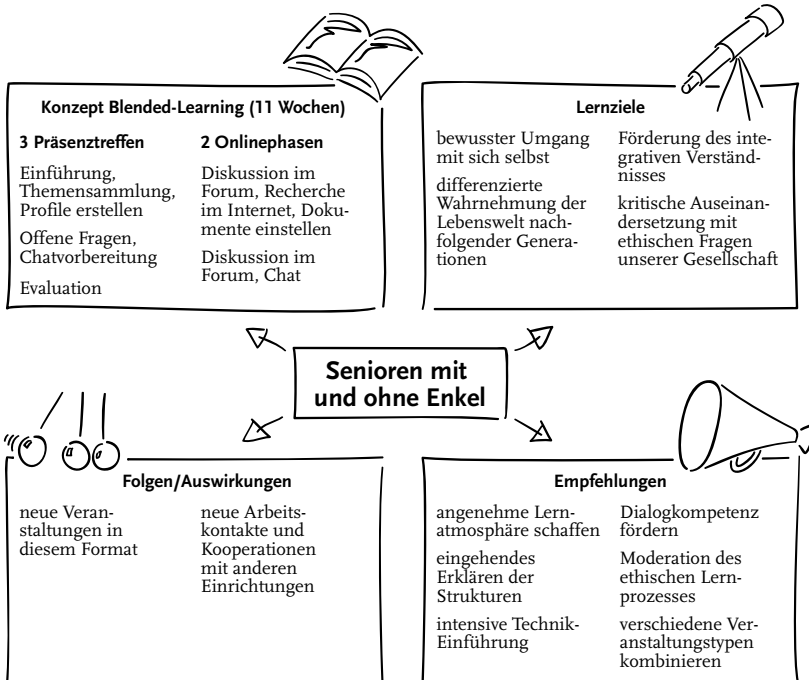 Konzept Blended-Learning (11 Wochen)
3 Präsenztreffen
Einführung,
Themensammlung,
Profile erstellen
Offene Fragen,
Chatvorbereitung
Evaluation
2 Onlinephasen
Diskussion im
Forum, Recherche
im Internet, Doku-
mente einstellen
Diskussion im
Forum, Chat
Lernziele
bewusster Umgang
mit sich selbst
differenzierte
Wahrnehmung der
Lebenswelt nach-
folgender Genera-
tionen
Förderung des inte-
grativen Verständ-
nisses
kritische Auseinan-
dersetzung mit
ethischen Fragen
unserer Gesellschaft
Senioren mit
und ohne Enkel
Folgen/Auswirkungen
neue Veran-
staltungen in
diesem Format
neue Arbeits-
kontakte und
Kooperationen
mit anderen
Einrichtungen
Empfehlungen
angenehme Lern-
atmosphäre schaffen
eingehendes
Erklären der
Strukturen
intensive Technik-
Einführung
Dialogkompetenz
fördern
Moderation des
ethischen Lern-
prozesses
verschiedene Ver-
anstaltungstypen
kombinieren